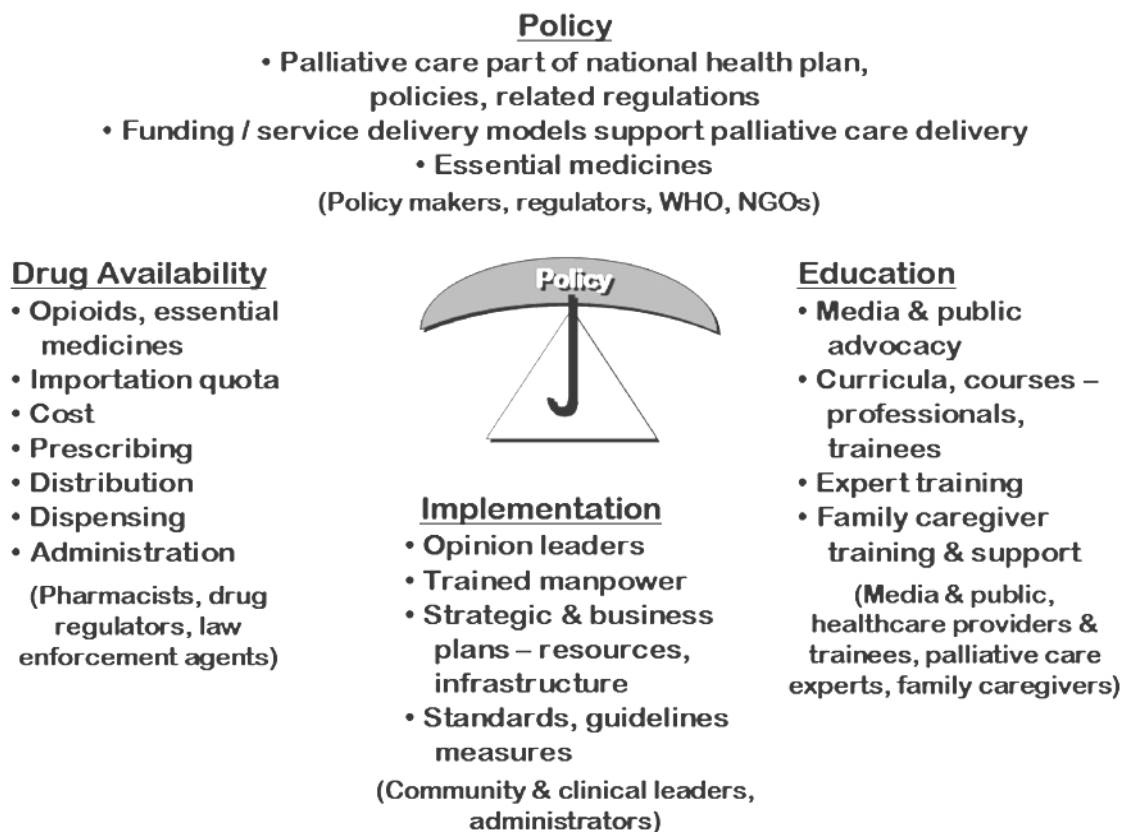 Policy
• Palliative care part of national health plan,
policies, related regulations
• Funding / service delivery models support palliative care delivery
• Essential medicines
(Policy makers, regulators, WHO, NGOs)
Policy
Drug Availability
• Opioids, essential
medicines
• Importation quota
• Cost
• Prescribing
• Distribution
• Dispensing
• Administration
(Pharmacists, drug
regulators, law
enforcement agents)
Implementation
• Opinion leaders
• Trained manpower
• Strategic & business
plans – resources,
infrastructure
• Standards, guidelines
measures
(Community & clinical leaders,
administrators)
Education
• Media & public
advocacy
• Curricula, courses –
professionals,
trainees
• Expert training
• Family caregiver
training & support
(Media & public,
healthcare providers &
trainees, palliative care
experts, family caregivers)